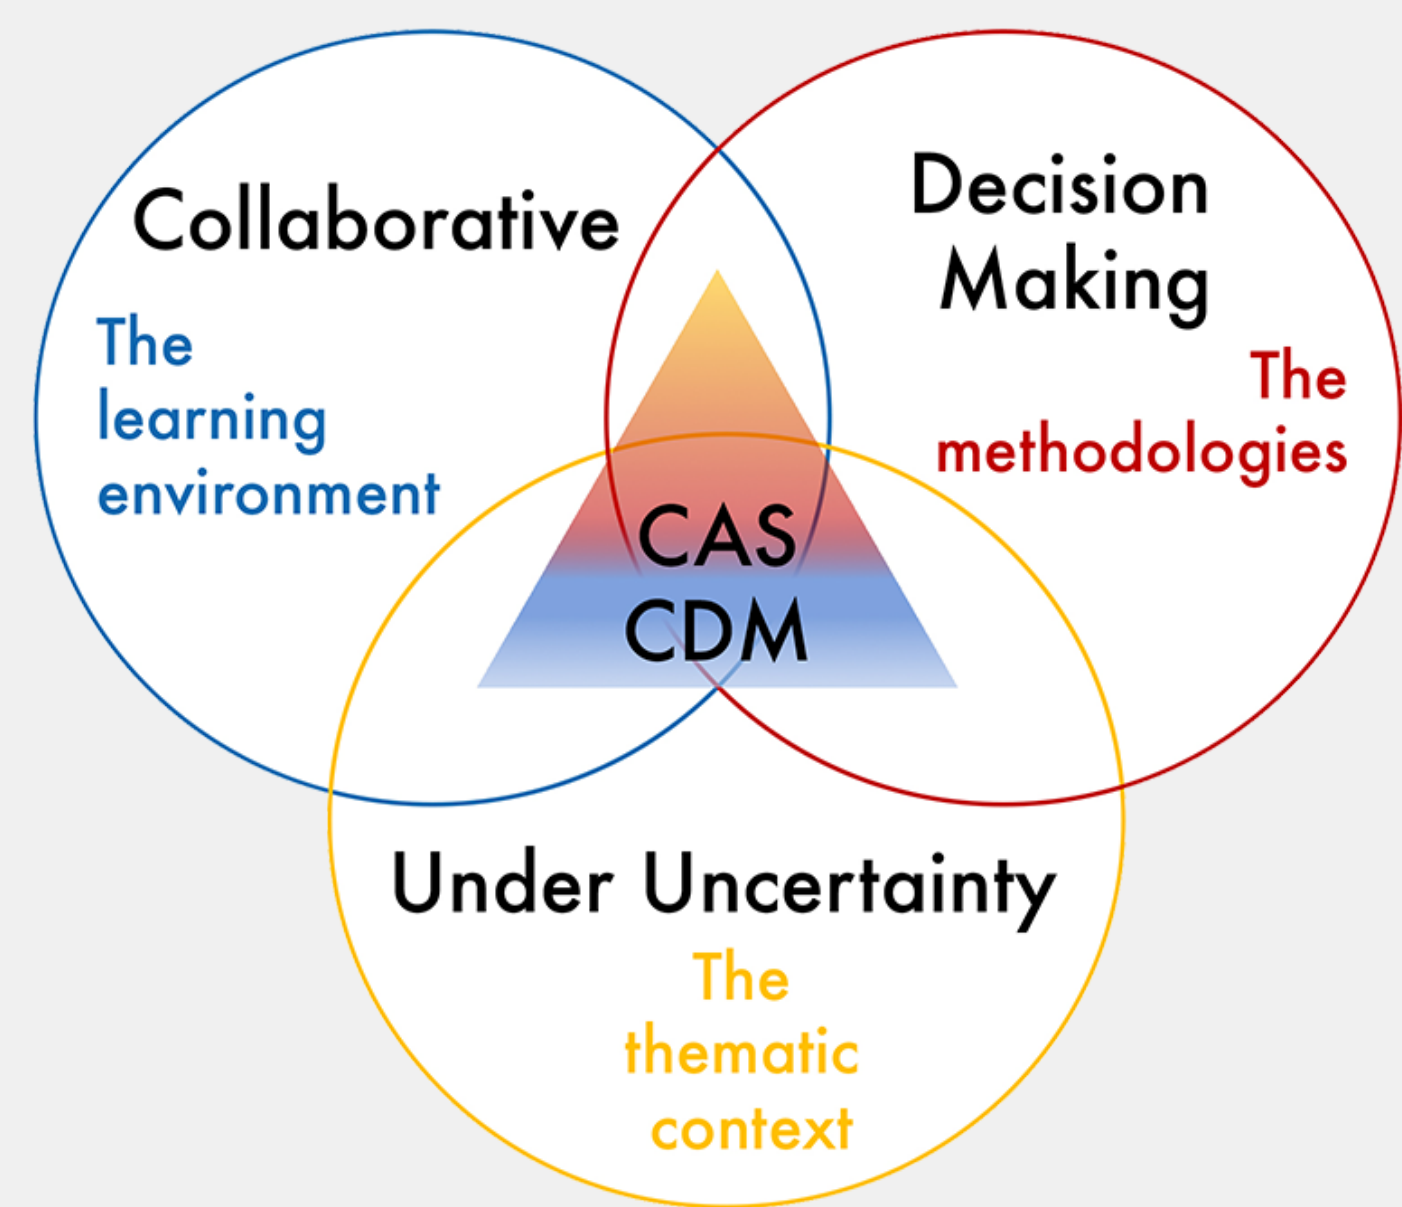 Collaborative
The
learning
environment
Decision
Making
The
methodologies
CAS
CDM
Under Uncertainty
The
thematic
context